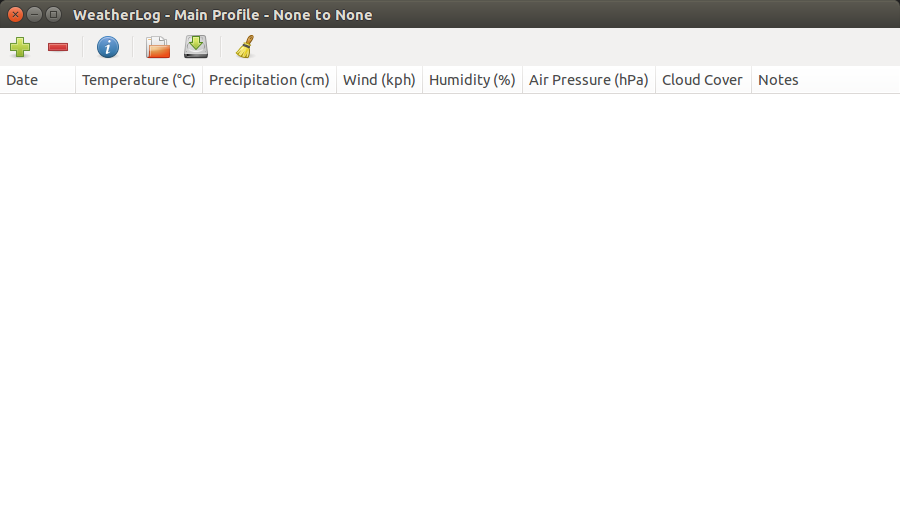 WeatherLog - Main Profile - None to None
Date Temperature (°C) Precipitation (cm) Wind (kph) Humidity (%) Air Pressure (hPa) Cloud Cover Notes